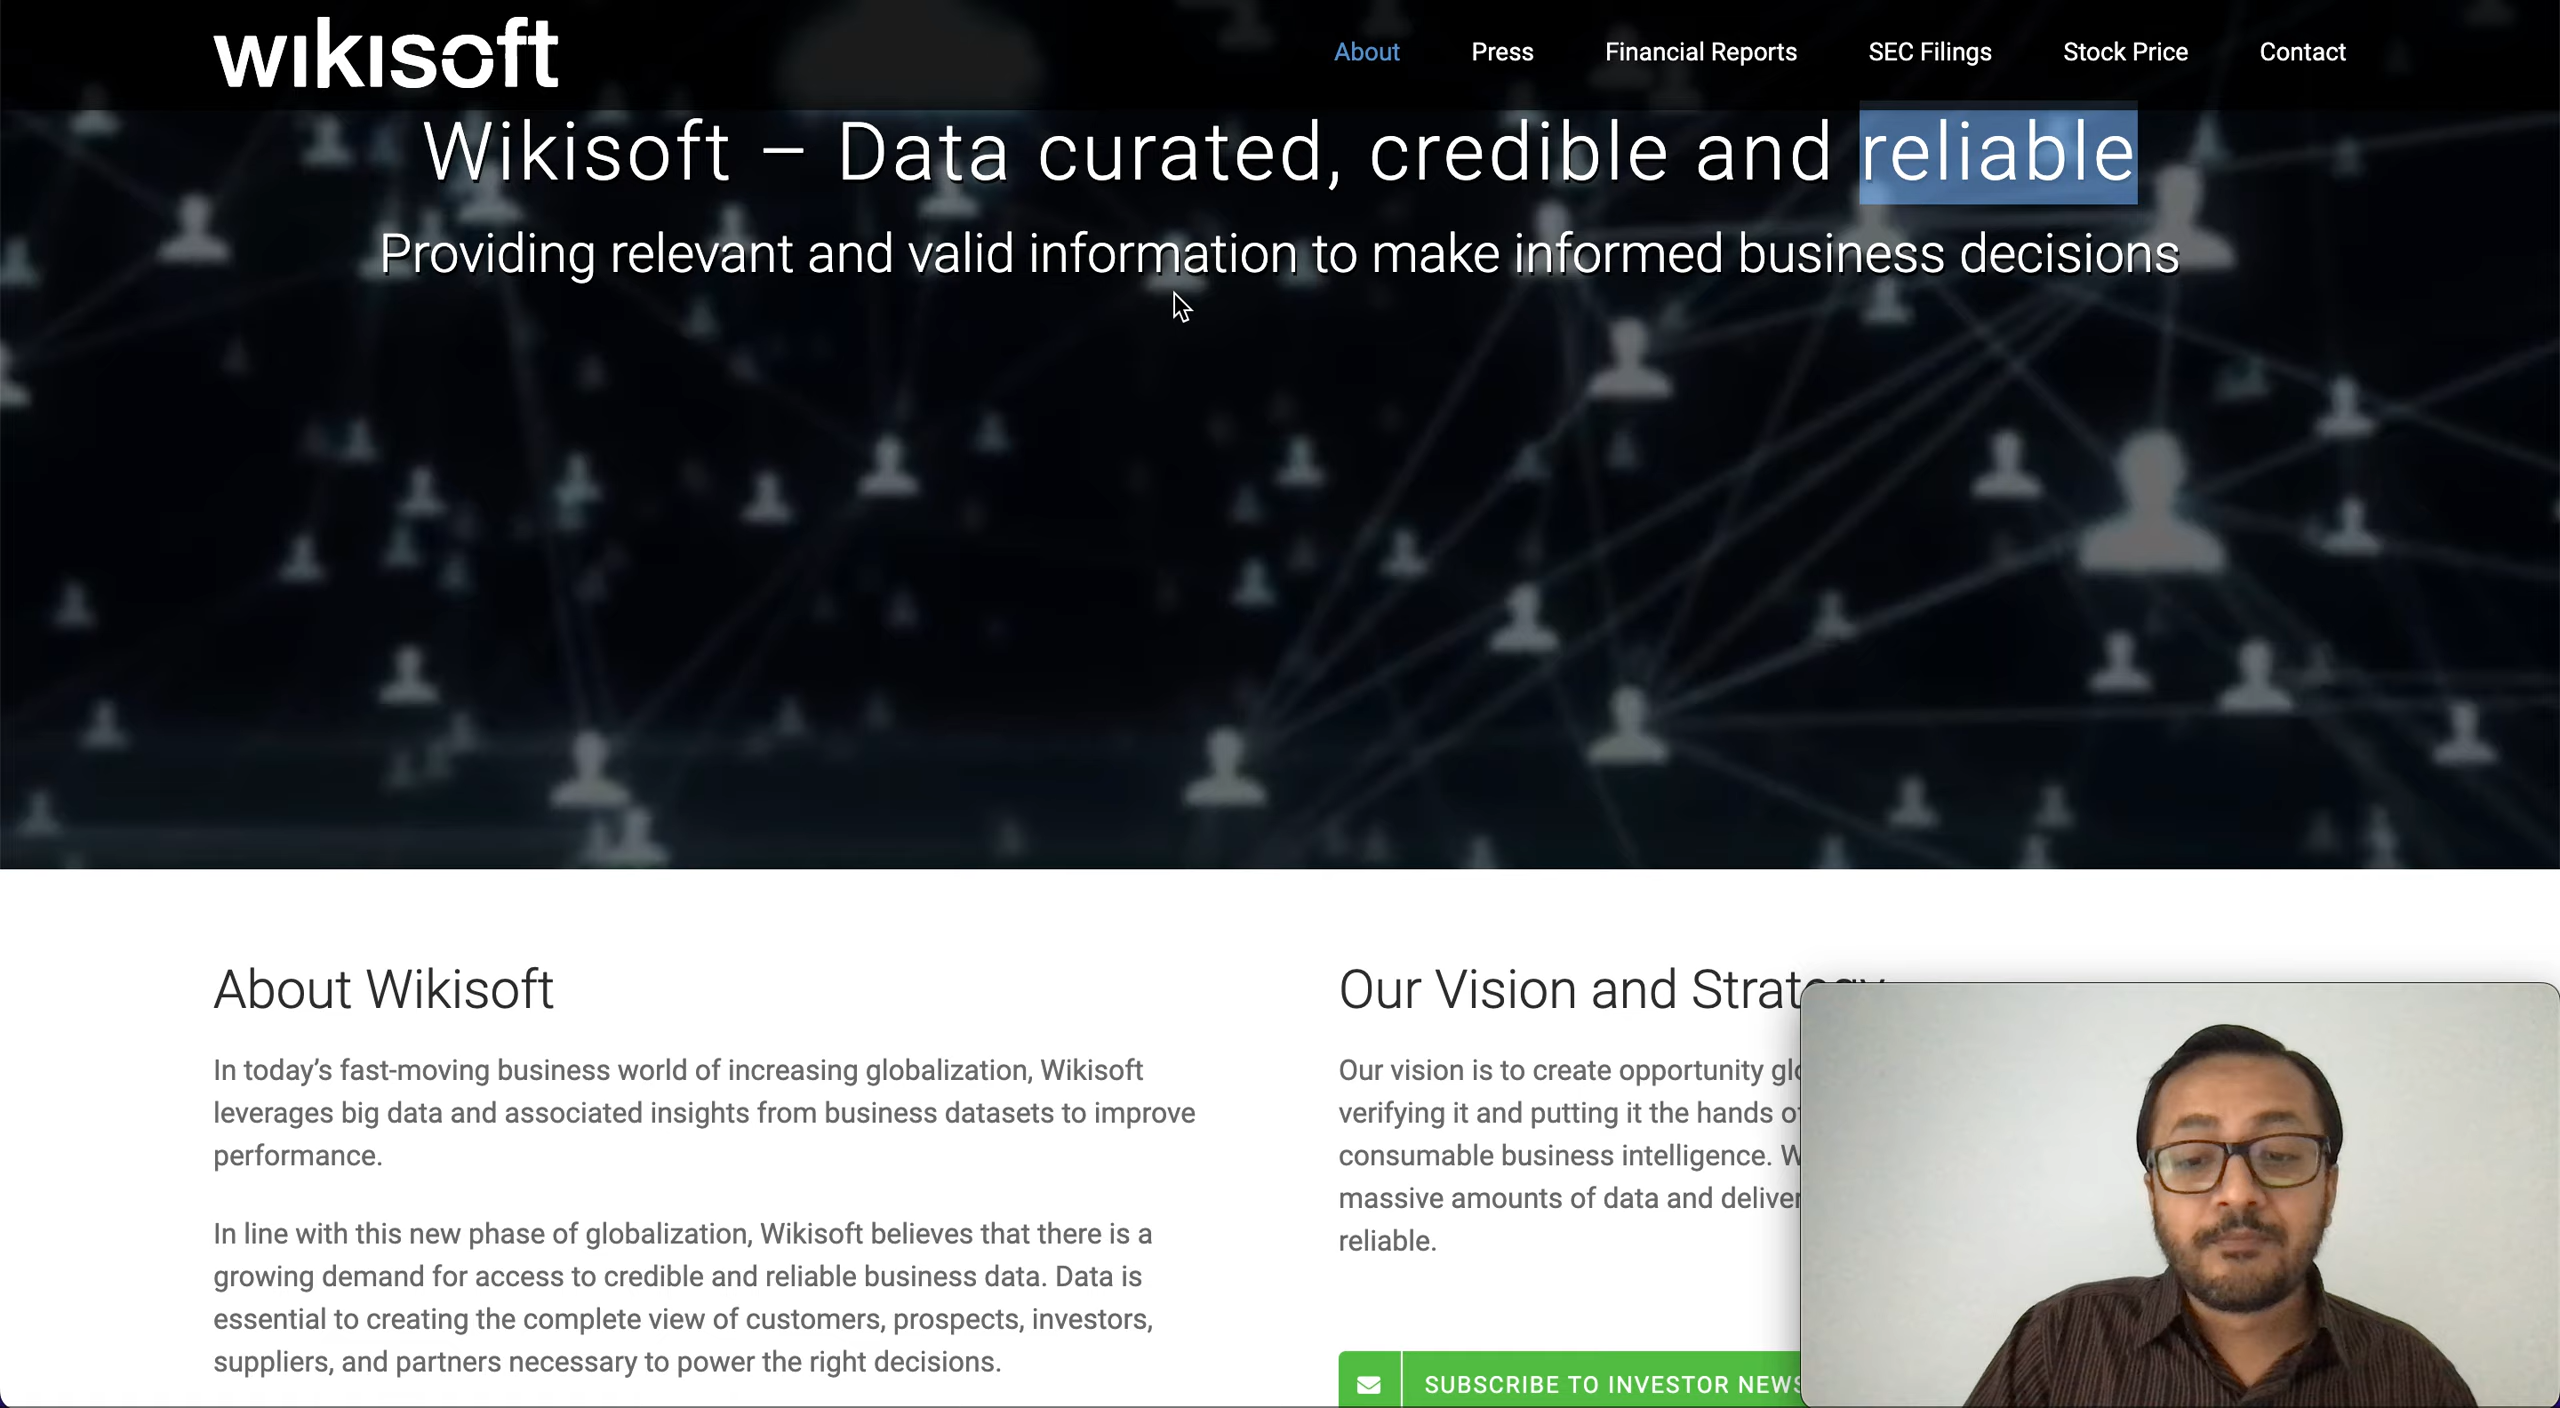 wikisoft
About
Press
Financial Reports
SEC Filings
Stock Price
Contact
Wikisoft – Data curated, credible and reliable
Providing relevant and valid information to make informed business decisions
About Wikisoft
In today’s fast-moving business world of increasing globalization, Wikisoft
leverages big data and associated insights from business datasets to improve
performance.
In line with this new phase of globalization, Wikisoft believes that there is a
growing demand for access to credible and reliable business data. Data is
essential to creating the complete view of customers, prospects, investors,
suppliers, and partners necessary to power the right decisions.
Our Vision and Strategy
Our vision is to create opportunity
verifying it and putting it the hands
consumable business intelligence.
massive amounts of data and
reliable.
SUBSCRIBE TO INVESTOR NEWS